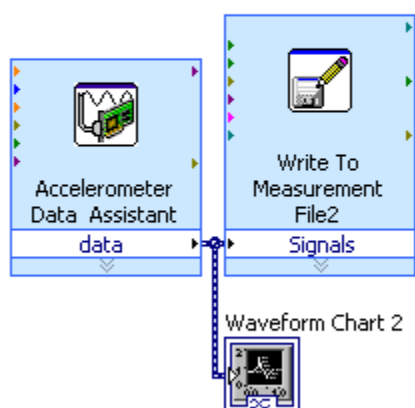 Accelerometer
Data Assistant
data
Write To
Measurement
File2
Signals
Waveform Chart 2